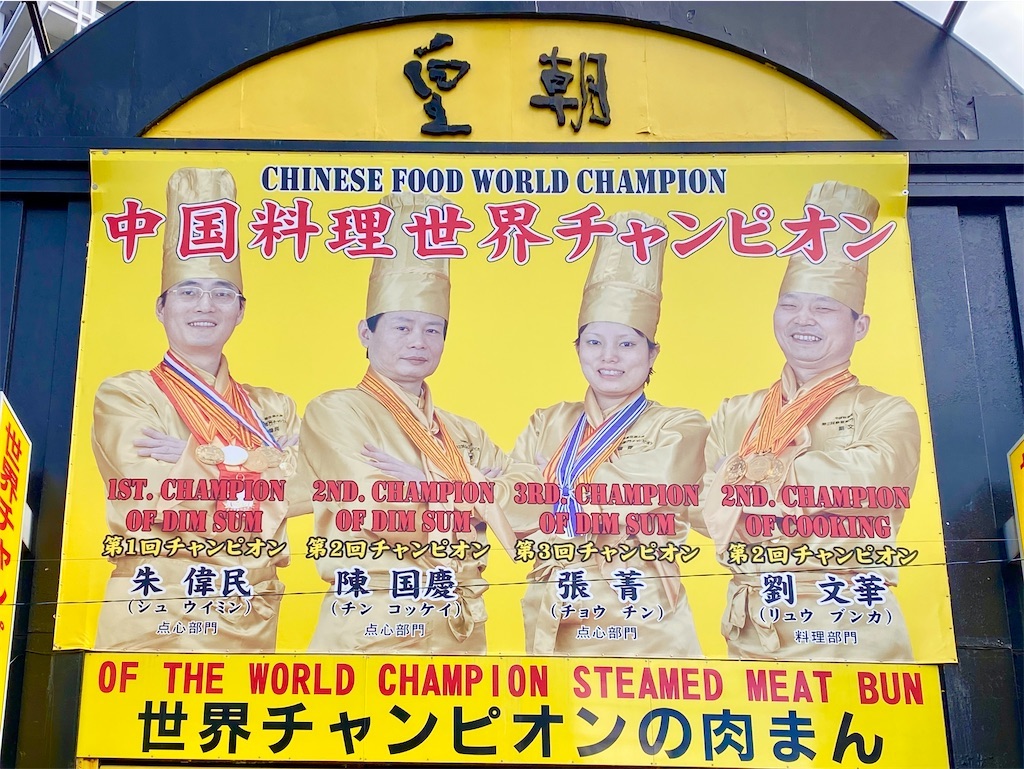 皇朝
CHINESE FOOD WORLD CHAMPION
中国料理世界チャンピオン
1ST. CHAMPION
OF DIM SUM
第1回チャンピオン
朱 偉民
(シュ ウイミン)
点心部門
2ND. CHAMPION
OF DIM SUM
第2回チャンピオン
陳 国慶
(チン コッケイ)
点心部門
3RD. CHAMPION
OF DIM SUM
第3回チャンピオン
張 菁
(チョウ チン)
点心部門
2ND. CHAMPION
OF COOKING
第2回チャンピオン
劉 文華
(リュウ ブンカ)
料理部門
OF THE WORLD CHAMPION STEAMED MEAT BUN
世界チャンピオンの肉まん
世界チャンピ